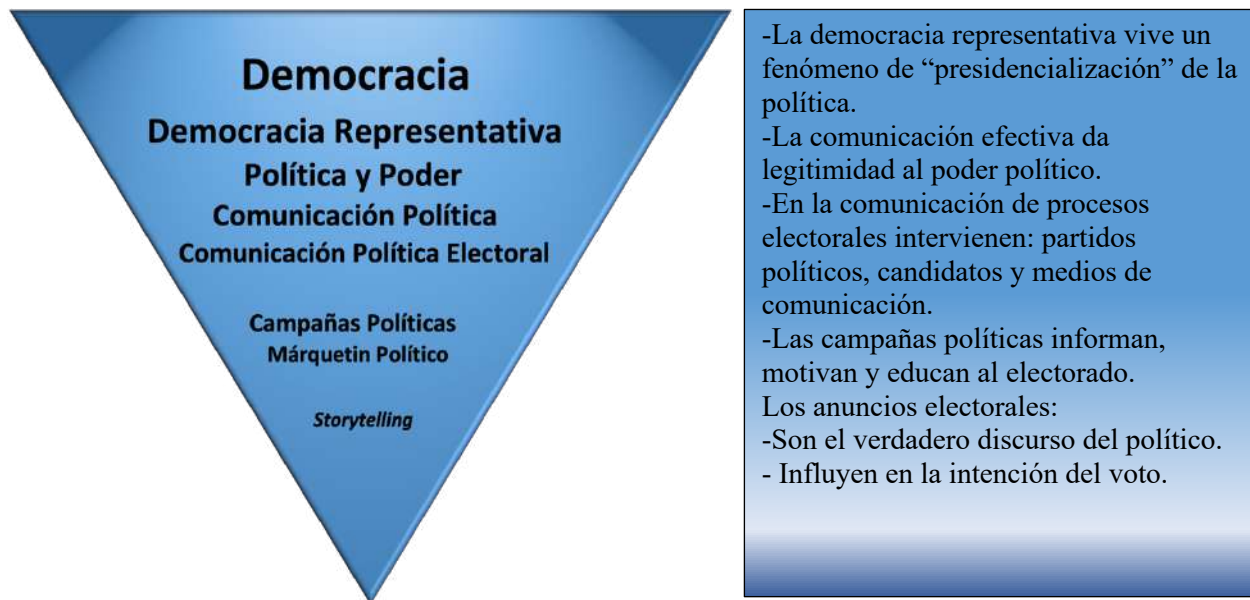 Democracia
Democracia Representativa
Política y Poder
Comunicación Política
Comunicación Política Electoral
Campañas Políticas
Márquetin Político
Storytelling
-La democracia representativa vive un
fenómeno de “presidencialización” de la
política.
-La comunicación efectiva da
legitimidad al poder político.
-En la comunicación de procesos
electorales intervienen: partidos
políticos, candidatos y medios de
comunicación.
-Las campañas políticas informan,
motivan y educan al electorado.
Los anuncios electorales:
-Son el verdadero discurso del político.
- Influyen en la intención del voto.